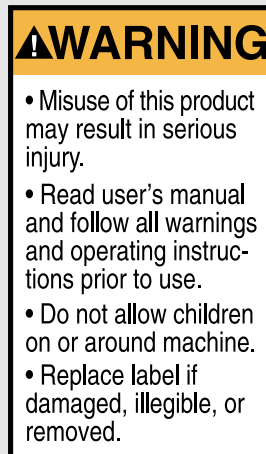 WARNING
• Misuse of this product
may result in serious
injury.
• Read user’s manual
and follow all warnings
and operating instruc-
tions prior to use.
• Do not allow children
on or around machine.
• Replace label if
damaged, illegible, or
removed.